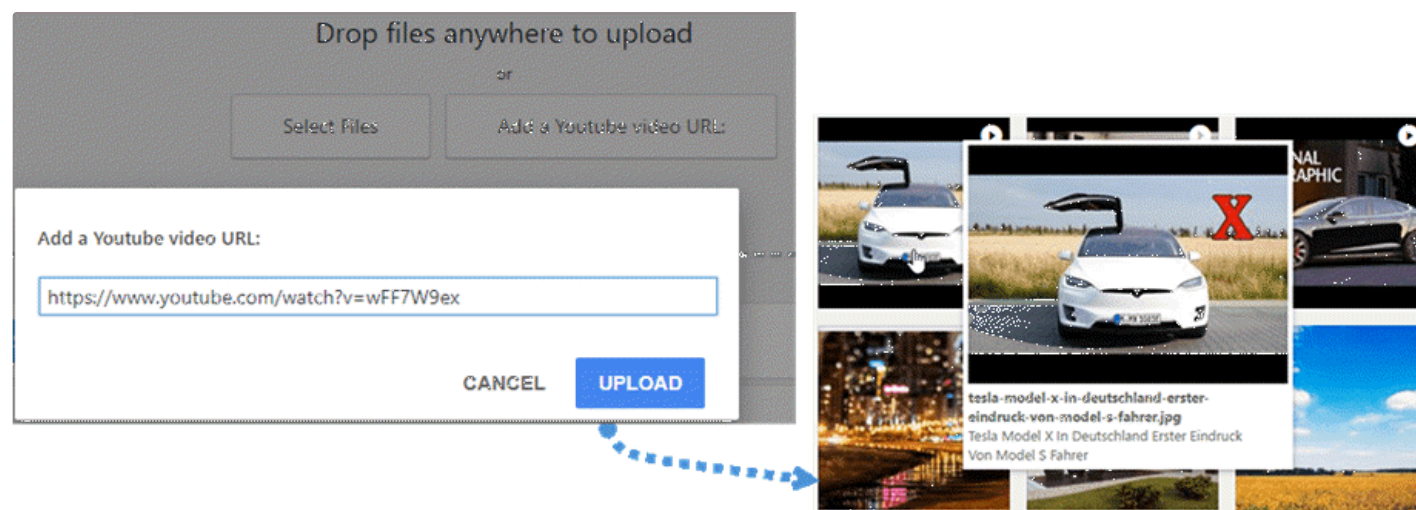 Drop files anywhere to upload
or
Select Files
Add a Youtube video URL:
Add a Youtube video URL:
https://www.youtube.com/watch?v=wFF7W9ex
CANCEL
UPLOAD
NAL
APHIC
X
tesla-model-x-in-deutschland-erster-
eindruck-von-model-s-fahrer.jpg
Tesla Model X In Deutschland Erster Eindruck
Von Model S Fahrer